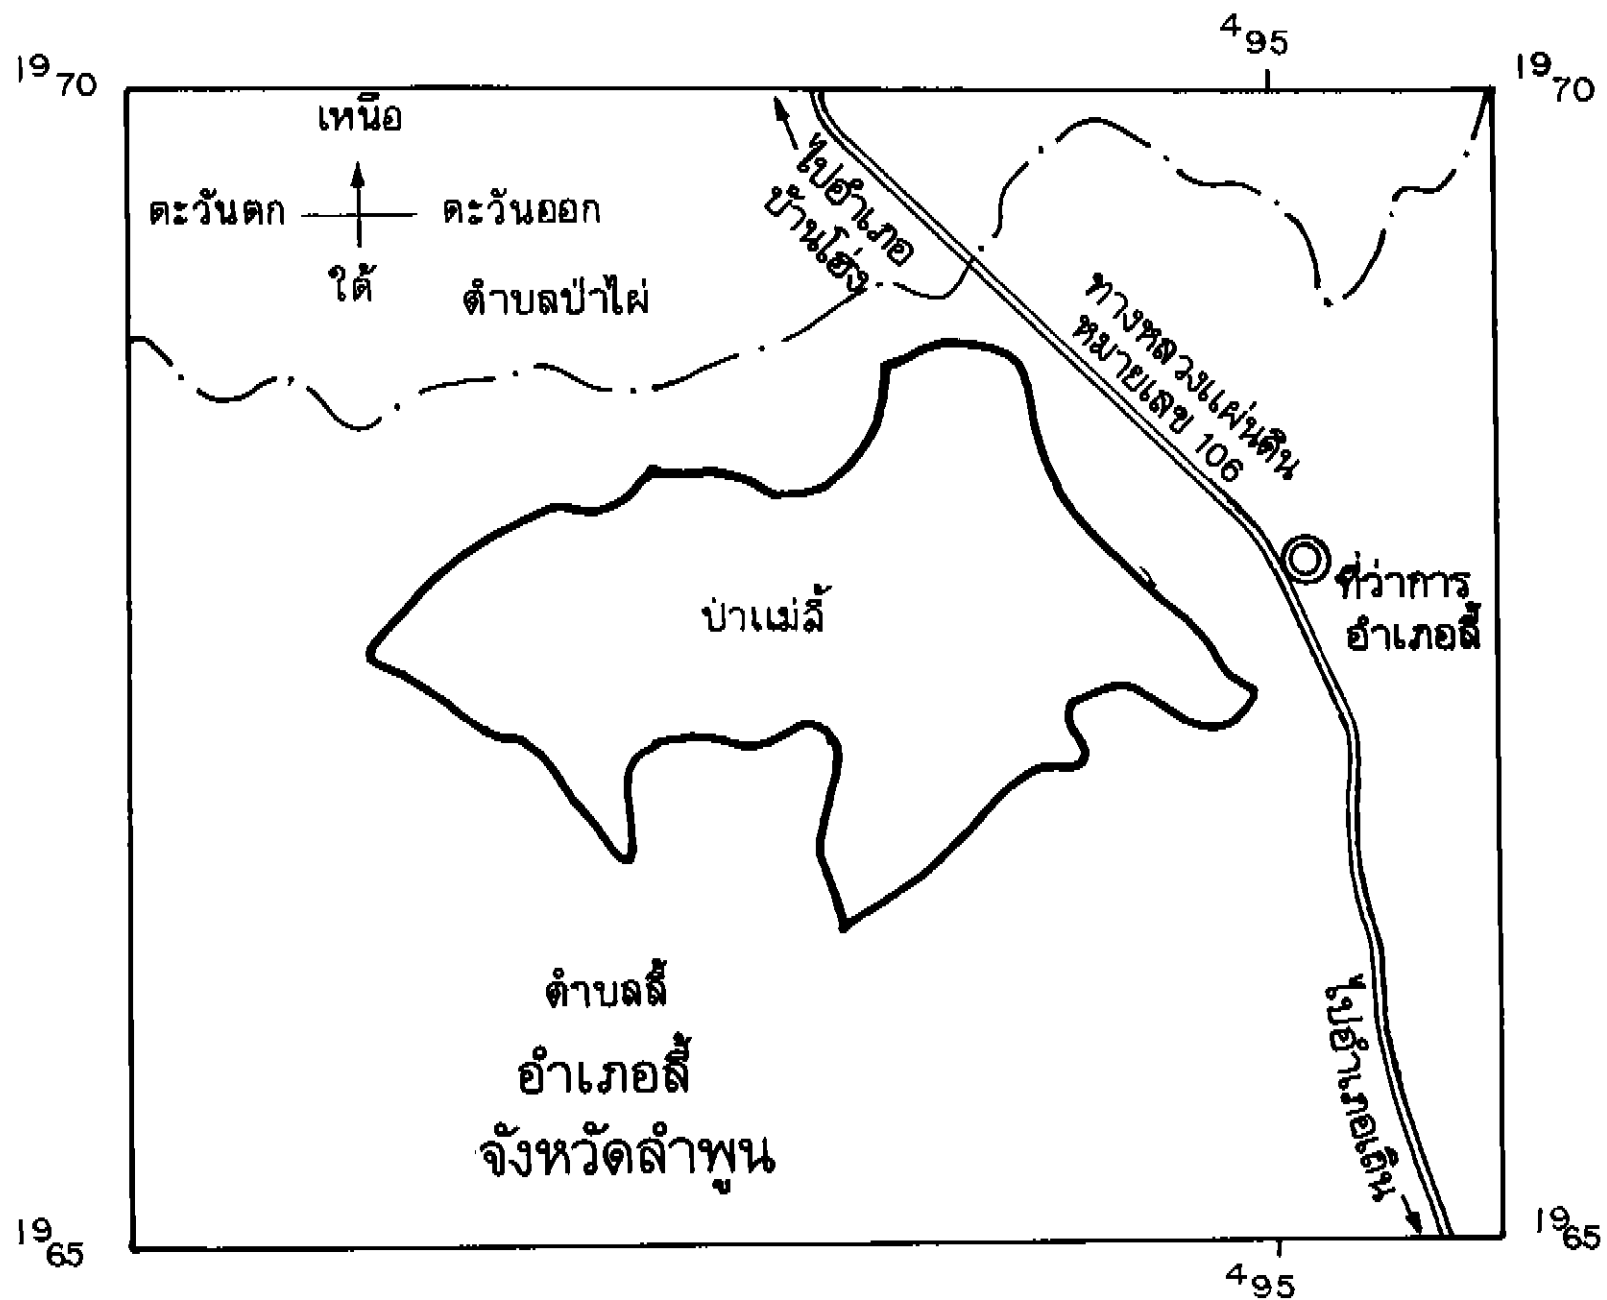 495
1970
1970
เหนือ
ตะวันตก
ตะวันออก
ใต้
ตำบลป่าไผ่
ไปอำเภอ
บ้านโฮ่ง
ทางหลวงแผ่นดิน
หมายเลข 106
ที่ว่าการ
อำเภอลี้
ป่าแม่ลี้
ตำบลลี้
อำเภอลี้
จังหวัดลำพูน
ไปอำเภอเถิน
1965
1965
495